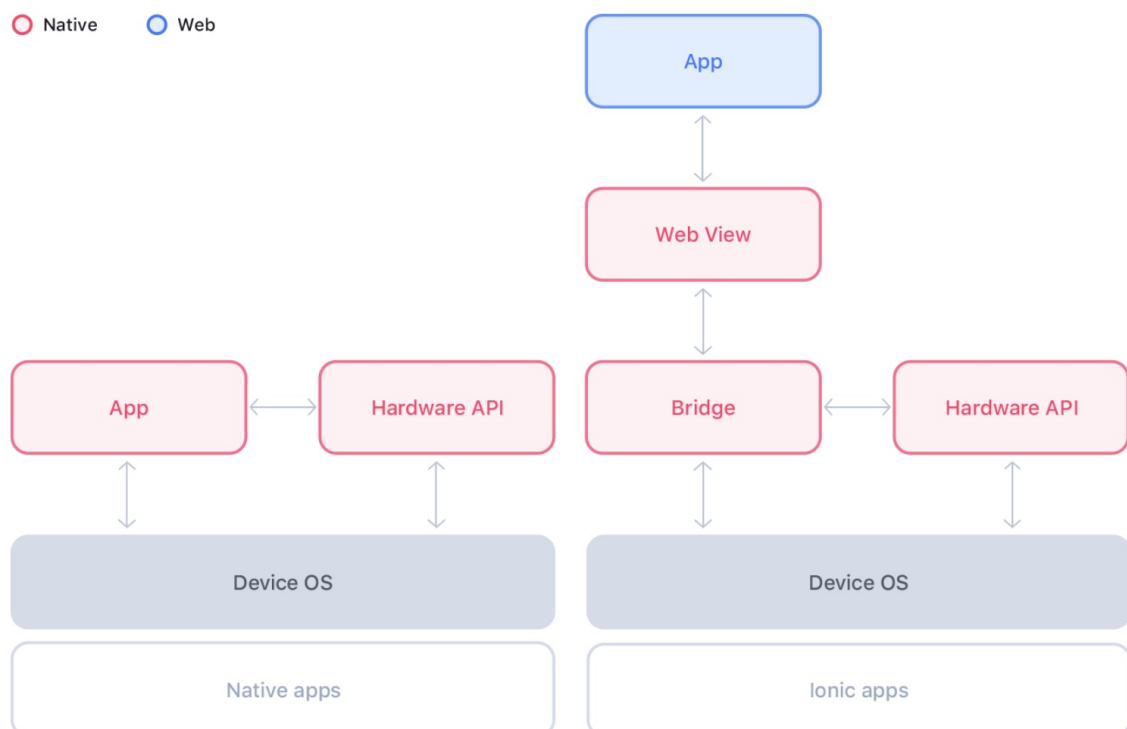 Native
Web
App
Web View
App
Hardware API
Bridge
Hardware API
Device OS
Device OS
Native apps
Ionic apps